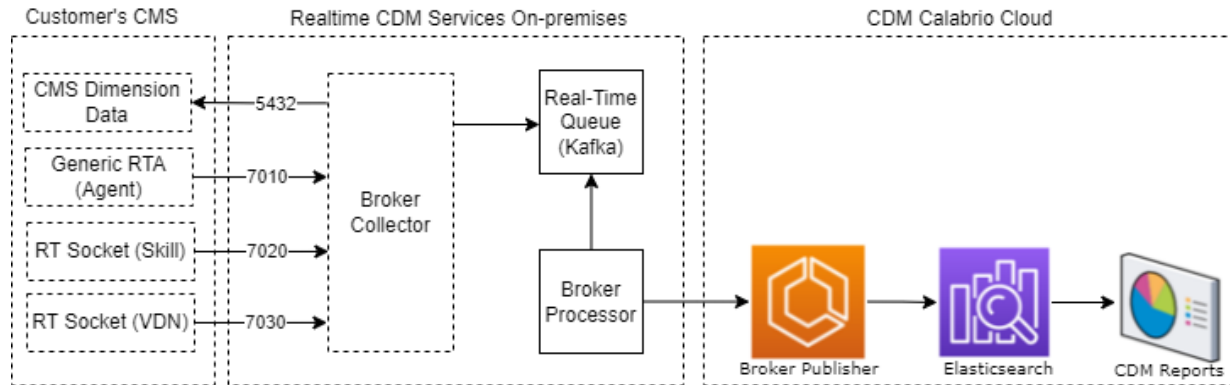 Customer's CMS
Realtime CDM Services On-premises
CDM Calabrio Cloud
CMS Dimension
Data
5432
Generic RTA
(Agent)
7010
RT Socket (Skill)
7020
RT Socket (VDN)
7030
Broker
Collector
Real-Time
Queue
(Kafka)
Broker
Processor
Broker Publisher
Elasticsearch
CDM Reports